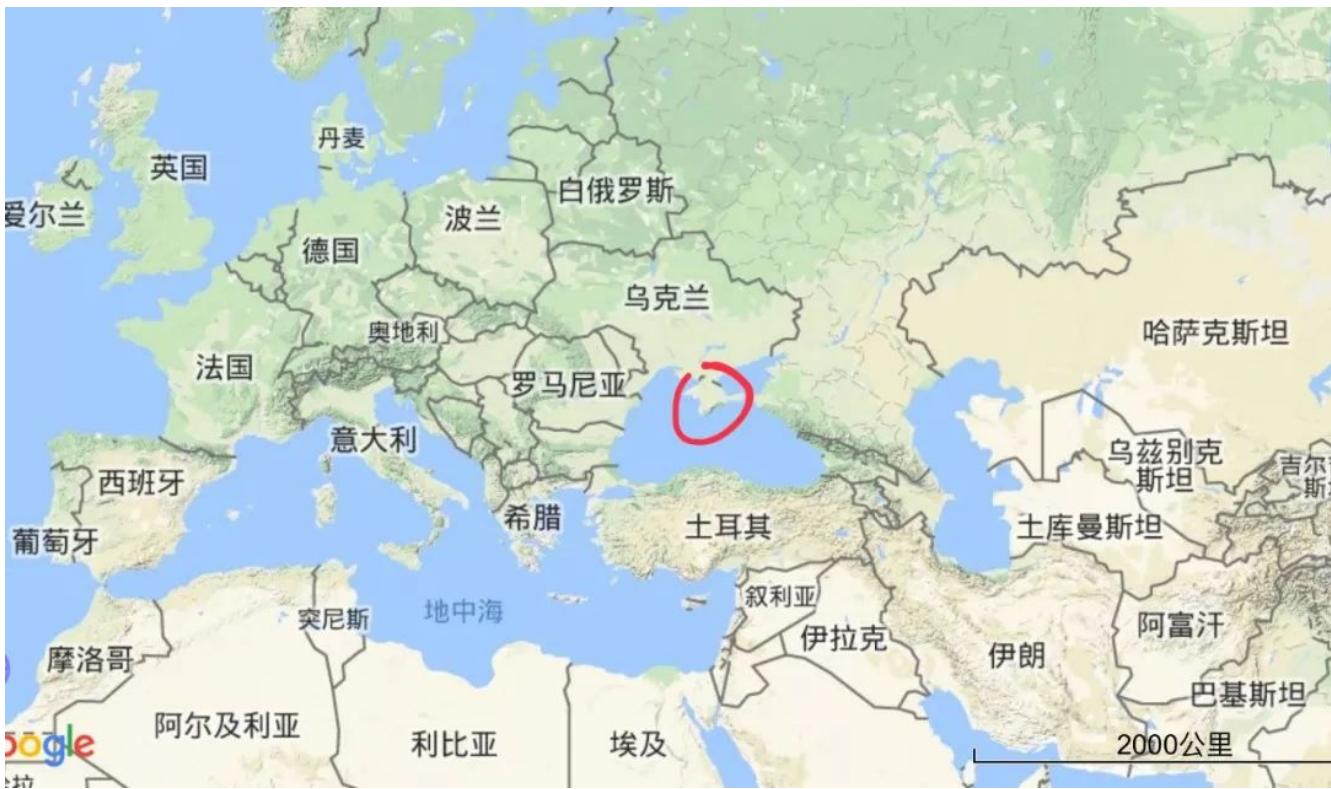 丹麦
英国
爱尔兰
白俄罗斯
波兰
德国
乌克兰
奥地利
哈萨克斯坦
法国
罗马尼亚
意大利
乌兹别克
斯坦
西班牙
希腊
土耳其
土库曼斯坦
葡萄牙
叙利亚
地中海
突尼斯
阿富汗
伊拉克
伊朗
摩洛哥
巴基斯坦
阿尔及利亚
利比亚
埃及
oogle
2000公里